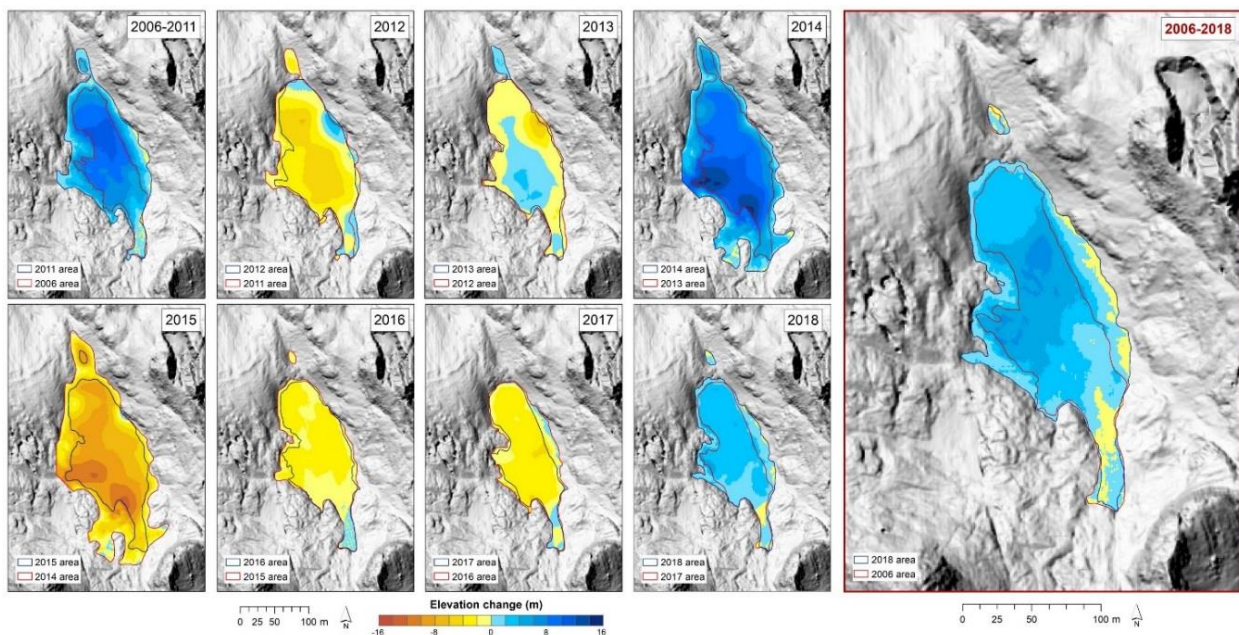 2006-2011
2012
2013
2014
2006-2018
2011 area
2006 area
2012 area
2011 area
2013 area
2012 area
2014 area
2013 area
2015
2016
2017
2018
2015 area
2014 area
2016 area
2015 area
2017 area
2016 area
2018 area
2017 area
2018 area
2006 area
0 25 50 100 m
N
Elevation change (m)
-16 -8 0 8 16
0 25 50 100 m
N